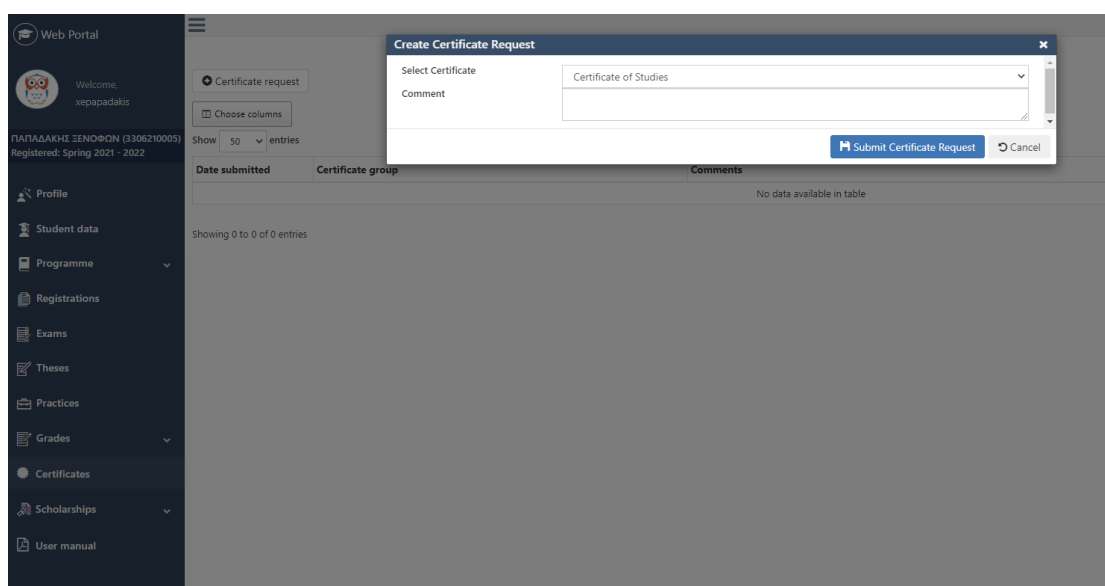 Web Portal
Welcome,
xepapadakis
ΠΑΠΑΔΑΚΗΣ ΞΕΝΟΦΩΝ (3306210005)
Registered: Spring 2021 - 2022
Profile
Student data
Programme
Registrations
Exams
Theses
Practices
Grades
Certificates
Scholarships
User manual
Certificate request
Choose columns
Show 50 entries
Date submitted Certificate group Comments
No data available in table
Showing 0 to 0 of 0 entries
Create Certificate Request
Select Certificate Certificate of Studies
Comment
Submit Certificate Request Cancel